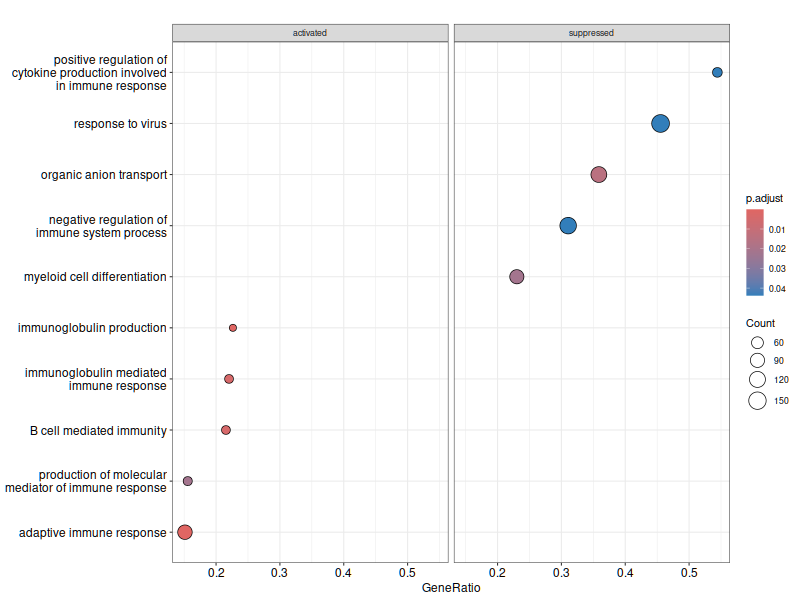 activated
suppressed
positive regulation of
cytokine production involved
in immune response
response to virus
organic anion transport
negative regulation of
immune system process
myeloid cell differentiation
immunoglobulin production
immunoglobulin mediated
immune response
B cell mediated immunity
production of molecular
mediator of immune response
adaptive immune response
0.2 0.3 0.4 0.5
0.2 0.3 0.4 0.5
GeneRatio
p.adjust
0.01
0.02
0.03
0.04
Count
60
90
120
150